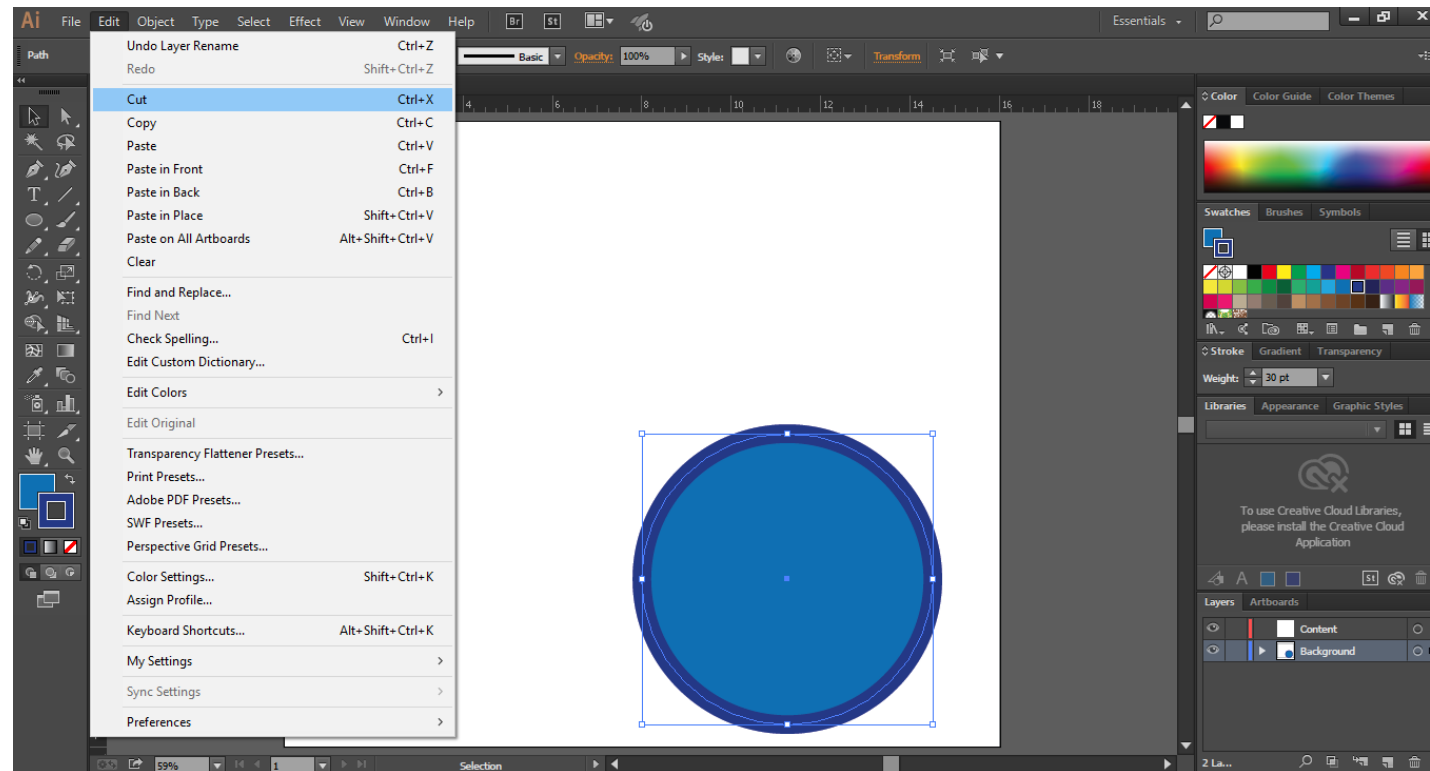 Ai File Edit Object Type Select Effect View Window Help Br St Essentials
Path Basic Opacity: 100% Style: Transform
Undo Layer Rename Ctrl+Z
Redo Shift+Ctrl+Z
Cut Ctrl+X
Copy Ctrl+C
Paste Ctrl+V
Paste in Front Ctrl+F
Paste in Back Ctrl+B
Paste in Place Shift+Ctrl+V
Paste on All Artboards Alt+Shift+Ctrl+V
Clear
Find and Replace...
Find Next
Check Spelling... Ctrl+I
Edit Custom Dictionary...
Edit Colors
Edit Original
Transparency Flattener Presets...
Print Presets...
Adobe PDF Presets...
SWF Presets...
Perspective Grid Presets...
Color Settings... Shift+Ctrl+K
Assign Profile...
Keyboard Shortcuts... Alt+Shift+Ctrl+K
My Settings
Sync Settings
Preferences
4 6 8 10 12 14 16 18
Color Color Guide Color Themes
Swatches Brushes Symbols
Stroke Gradient Transparency
Weight: 30 pt
Libraries Appearance Graphic Styles
To use Creative Cloud Libraries,
please install the Creative Cloud
Application
St
Layers Artboards
Content
Background
2 La...
59% 1 Selection